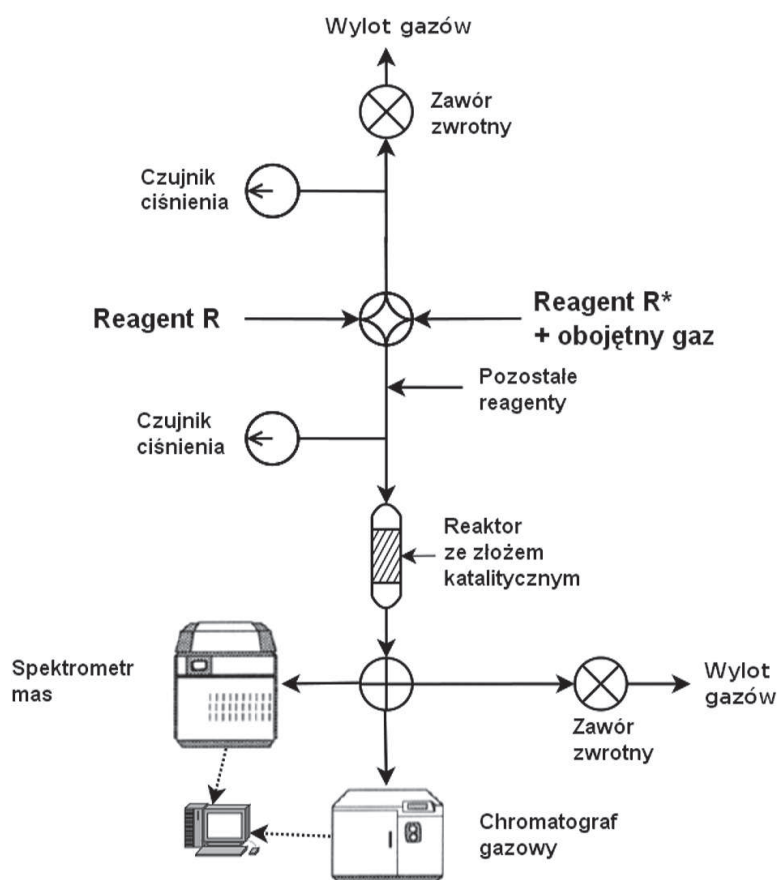 Wylot gazów
Zawór
zwrotny
Czujnik
ciśnienia
Reagent R
Reagent R*
+ obojętny gaz
Pozostałe
reagenty
Czujnik
ciśnienia
Reaktor
ze złożem
katalitycznym
Spektrometr
mas
Wylot
gazów
Zawór
zwrotny
Chromatograf
gazowy